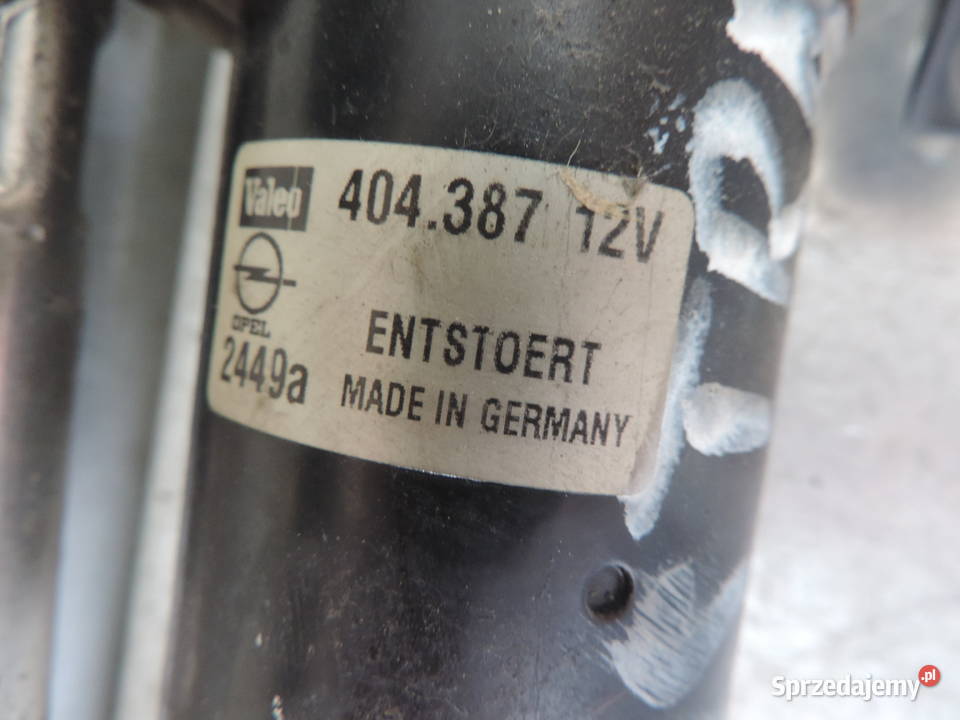 Valeo 404.387 12V
OPEL
2449a ENTSTOERT
MADE IN GERMANY
Sprzedajemy.pl